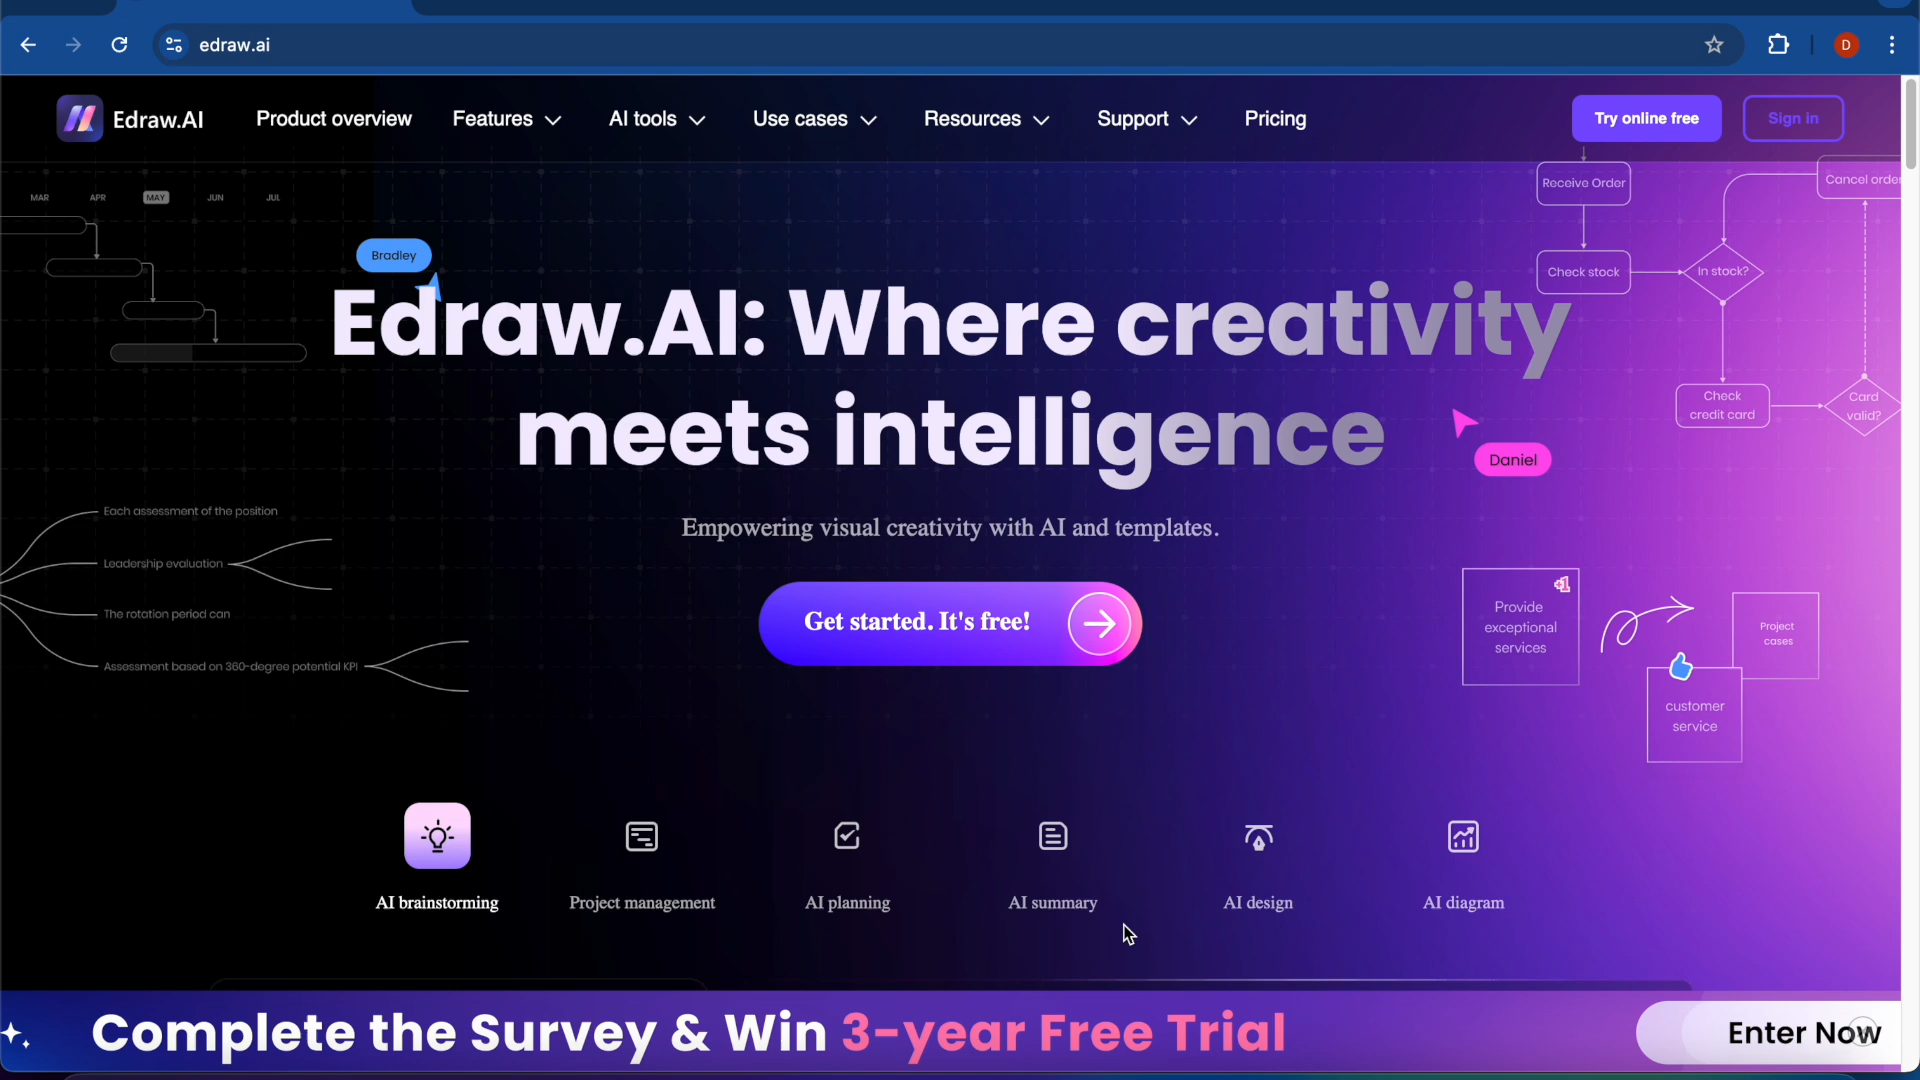 edraw.ai
D
Edraw.AI
Product overview
Features
AI tools
Use cases
Resources
Support
Pricing
Try online free
Sign in
MAR
APR
MAY
JUN
JUL
Receive Order
Cancel order
Check stock
In stock?
Check
credit card
Card
valid?
Bradley
Edraw.AI: Where creativity
meets intelligence
Daniel
Empowering visual creativity with AI and templates.
Each assessment of the position
Leadership evaluation
The rotation period can
Assessment based on 360-degree potential KPI
Get started. It's free!
+1
Provide
exceptional
services
Project
cases
customer
service
AI brainstorming
Project management
AI planning
AI summary
AI design
AI diagram
Complete the Survey & Win 3-year Free Trial
Enter Now